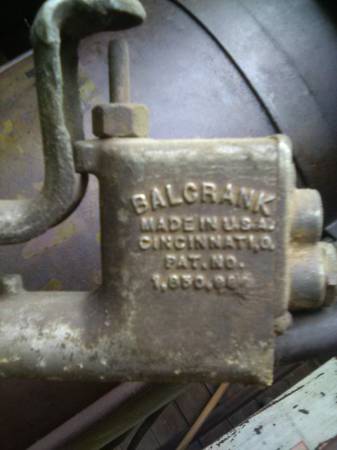 BALCRANK
MADE IN U.S.A.
CINCINNATI,O.
PAT. NO.